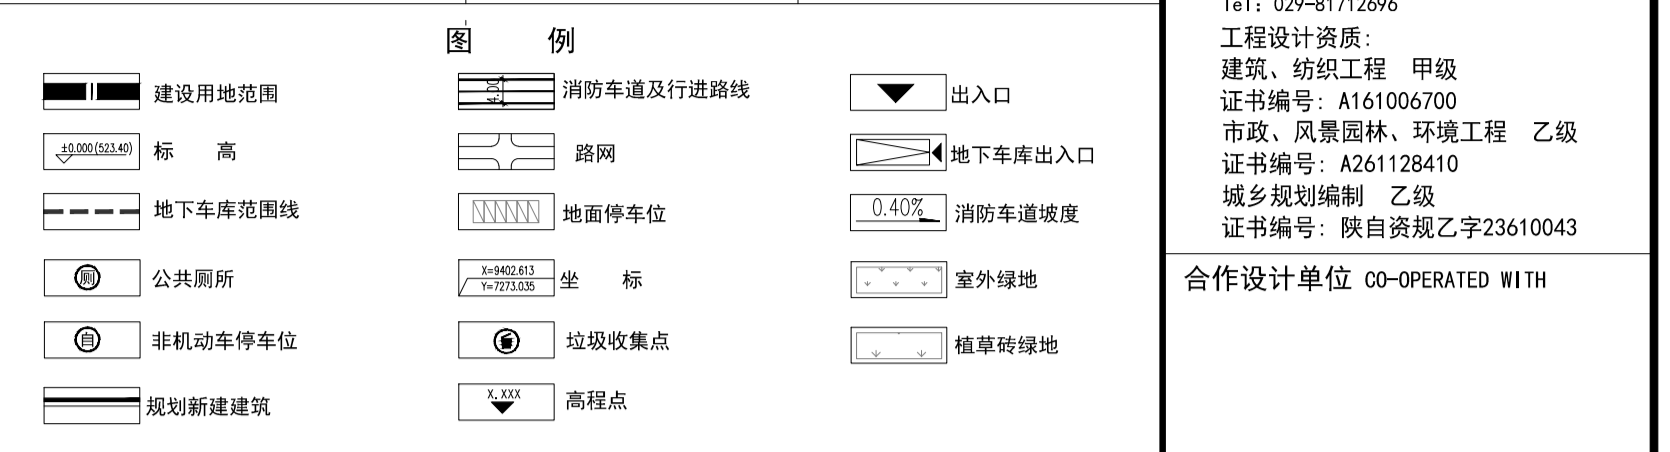 图 例
建设用地范围
4.00
消防车道及行进路线
出入口
±0.000(523.40)
标 高
路网
地下车库出入口
地下车库范围线
地面停车位
0.40%
消防车道坡度
厕
公共厕所
X=9402.613
Y=7273.035
坐 标
室外绿地
自
非机动车停车位
垃圾收集点
植草砖绿地
规划新建建筑
X.XXX
高程点
Tel: 029-81712696
工程设计资质:
建筑、纺织工程 甲级
证书编号: A161006700
市政、风景园林、环境工程 乙级
证书编号: A261128410
城乡规划编制 乙级
证书编号: 陕自资规乙字23610043
合作设计单位 CO-OPERATED WITH